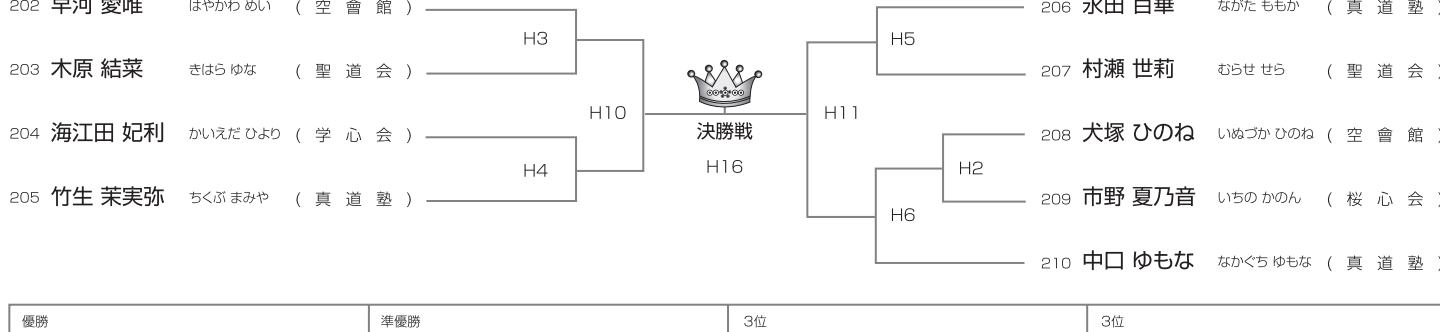 202 早河 愛唯 はやかわ めい ( 空 會 館 )
H3
203 木原 結菜 きはら ゆな ( 聖 道 会 )
H10
204 海江田 妃利 かいえだ ひより ( 学 心 会 )
H4
205 竹生 茉実弥 ちくぶ まみや ( 真 道 塾 )
決勝戦
H16
206 永田 百華 ながた ももか ( 真 道 塾 )
H5
207 村瀬 世莉 むらせ せら ( 聖 道 会 )
H11
208 犬塚 ひのね いぬづか ひのね ( 空 會 館 )
H2
209 市野 夏乃音 いちの かのん ( 桜 心 会 )
H6
210 中口 ゆもな なかぐち ゆもな ( 真 道 塾 )
優勝 準優勝 3位 3位